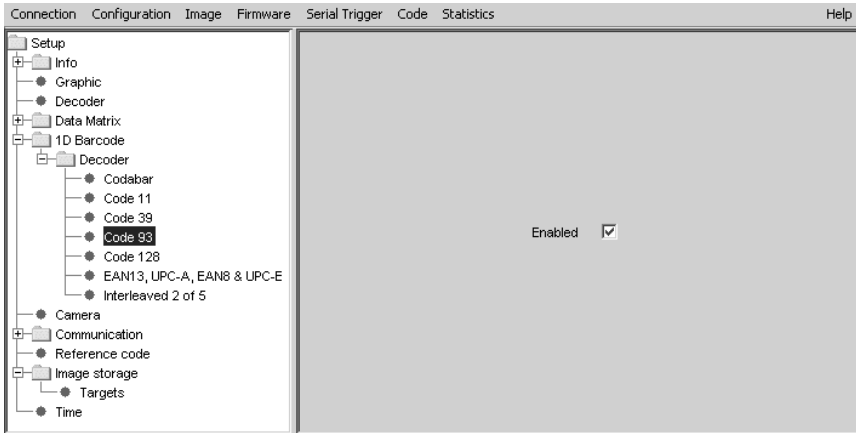 Connection Configuration Image Firmware Serial Trigger Code Statistics Help
Setup
Info
Graphic
Decoder
Data Matrix
1D Barcode
Decoder
Codabar
Code 11
Code 39
Code 93
Enabled
Code 128
EAN13, UPC-A, EAN8 & UPC-E
Interleaved 2 of 5
Camera
Communication
Reference code
Image storage
Targets
Time